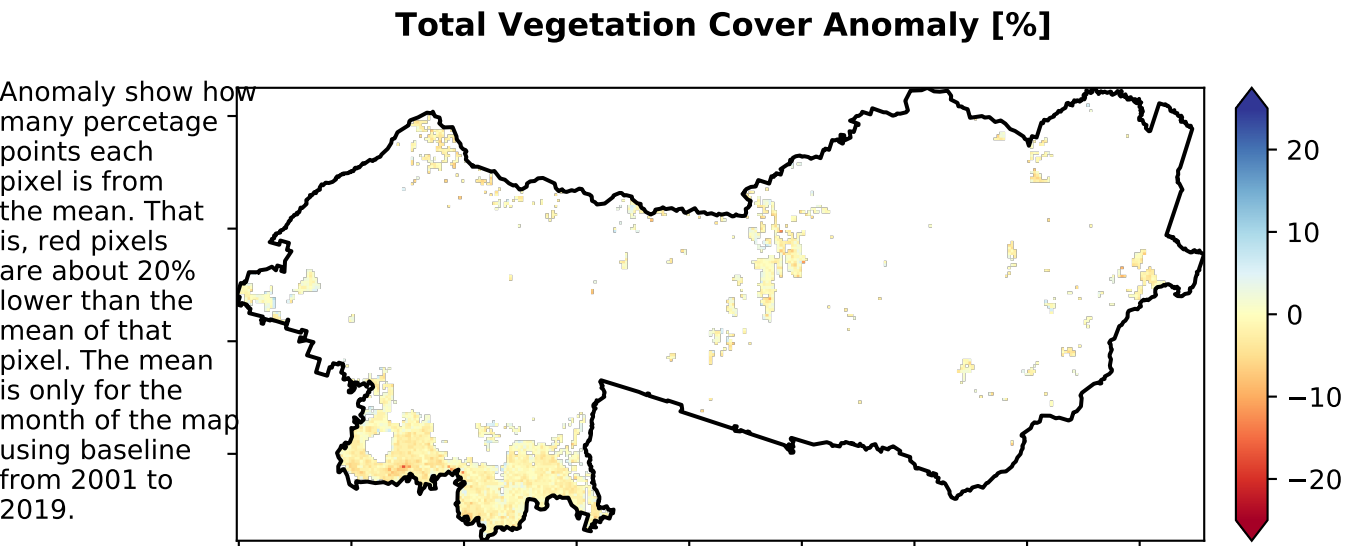 Total Vegetation Cover Anomaly [%]
Anomaly show how
many percetage
points each
pixel is from
the mean. That
is, red pixels
are about 20%
lower than the
mean of that
pixel. The mean
is only for the
month of the map
using baseline
from 2001 to
2019.
20
10
0
−10
−20